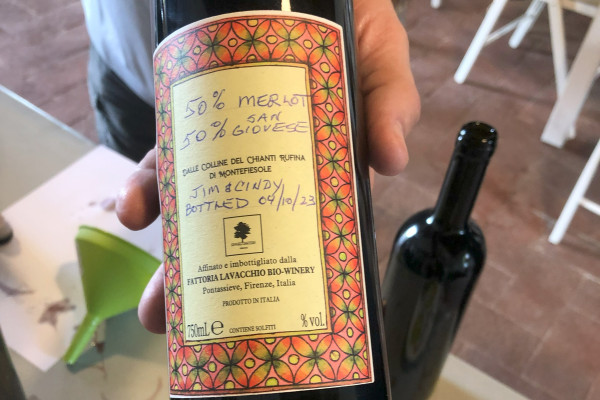 50% MERLOT
50% SAN
GIOVESE
DALLE COLLINE DEL CHIANTI RUFINA
DI MONTEFIESOLE
JIM & CINDY
BOTTLED 04/10/23
Affinato e imbottigliato dalla
FATTORIA LAVACCHIO BIO-WINERY
Pontassieve, Firenze, Italia
PRODOTTO IN ITALIA
750mL e CONTIENE SOLFITI % vol.